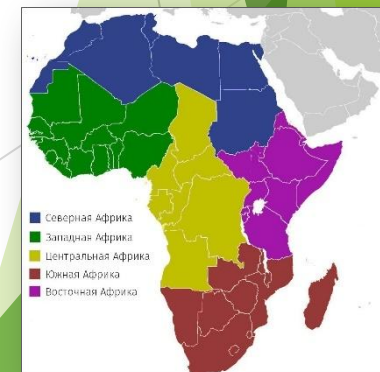 Северная Африка
Западная Африка
Центральная Африка
Южная Африка
Восточная Африка